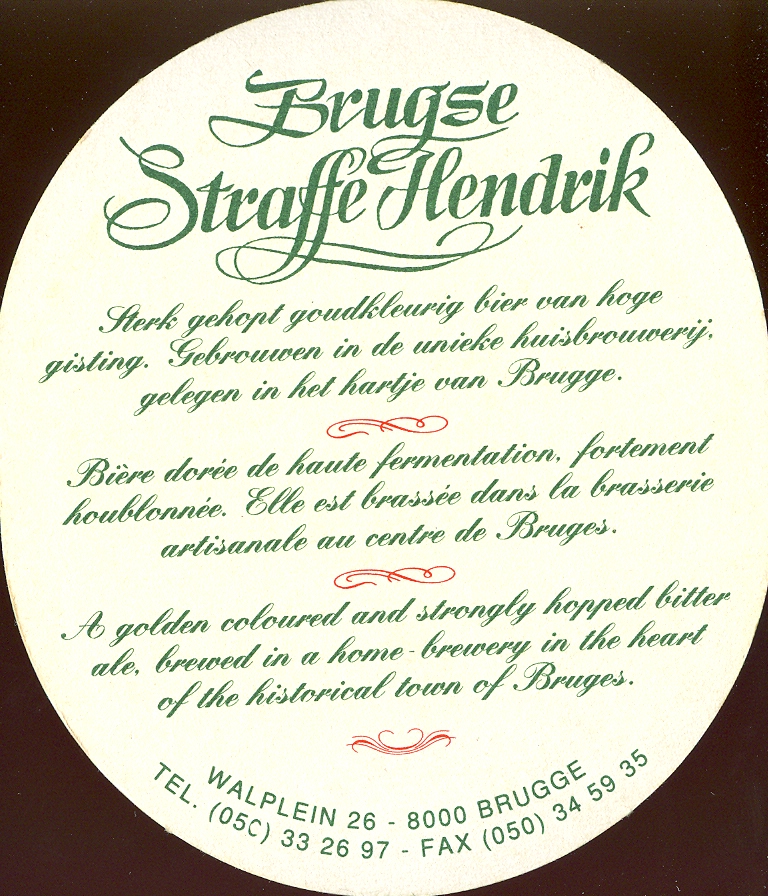 Brugse
Straffe Hendrik
Sterk gehopt goudkleurig bier van hoge
gisting. Gebrouwen in de unieke huisbrouwerij,
gelegen in het hartje van Brugge.
Bière dorée de haute fermentation, fortement
houblonnée. Elle est brassée dans la brasserie
artisanale au centre de Bruges.
A golden coloured and strongly hopped bitter
ale, brewed in a home-brewery in the heart
of the historical town of Bruges.
WALPLEIN 26 - 8000 BRUGGE
TEL. (050) 33 26 97 - FAX (050) 34 59 35